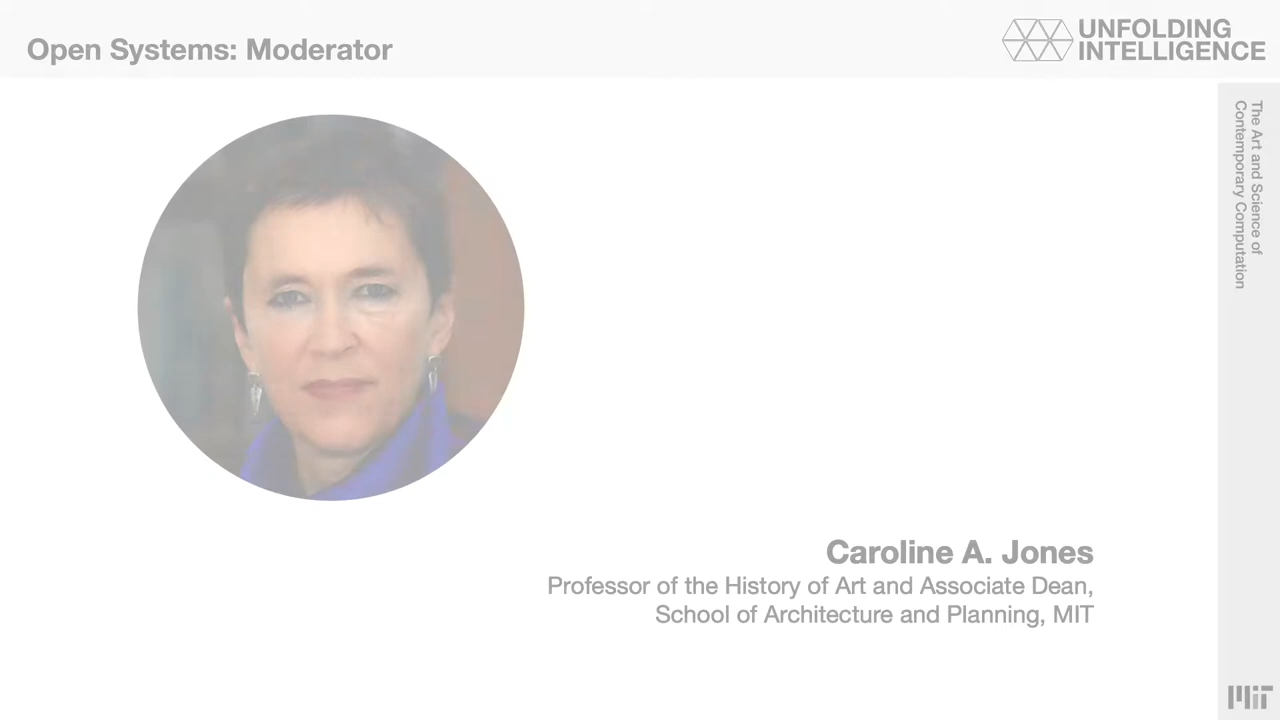 Open Systems: Moderator
UNFOLDING
INTELLIGENCE
The Art and Science of
Contemporary Computation
Caroline A. Jones
Professor of the History of Art and Associate Dean,
School of Architecture and Planning, MIT
MIT